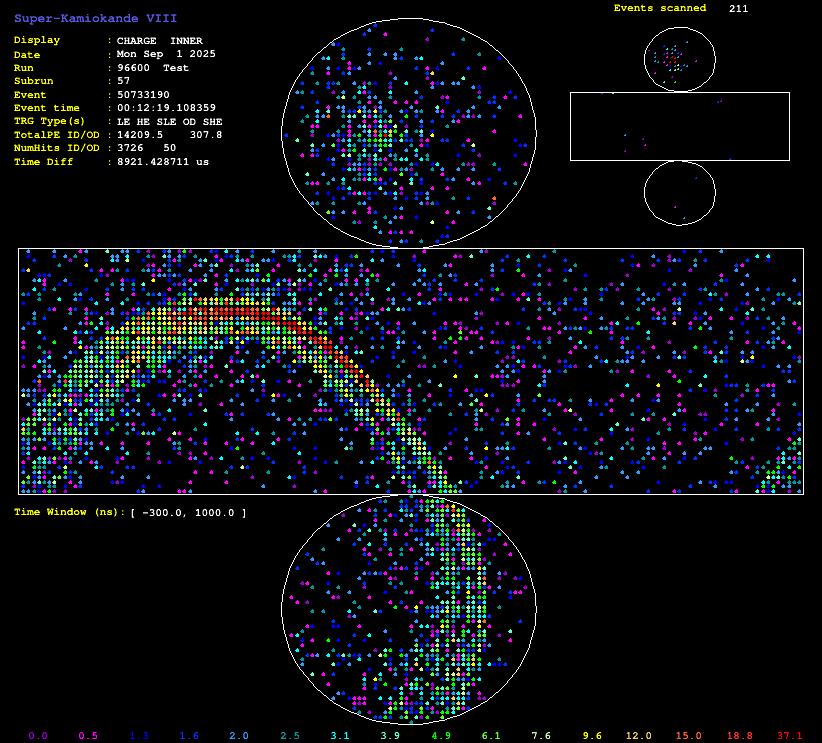 Super-Kamiokande VIII
Events scanned 211
Display : CHARGE INNER
Date : Mon Sep 1 2025
Run : 96600 Test
Subrun : 57
Event : 50733190
Event time : 00:12:19.108359
TRG Type(s) : LE HE SLE OD SHE
TotalPE ID/OD : 14209.5 307.8
NumHits ID/OD : 3726 50
Time Diff : 8921.428711 us
Time Window (ns): [ -300.0, 1000.0 ]
0.0 0.5 1.3 1.6 2.0 2.5 3.1 3.9 4.9 6.1 7.6 9.6 12.0 15.0 18.8 37.1